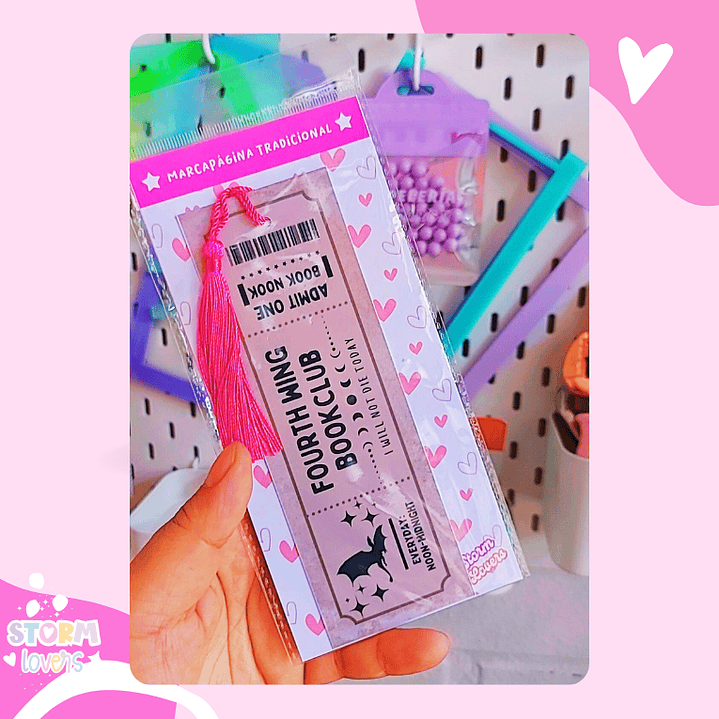 ★ MARCAPÁGINA TRADICIONAL ★
ADMIT ONE
BOOK NOOK
FOURTH MING
BOOKCLUB
I WILL NOT DIE TODAY
EVERYDAY
NOON-MIDNIGHT
Storm
Lovers
STORM
lovers